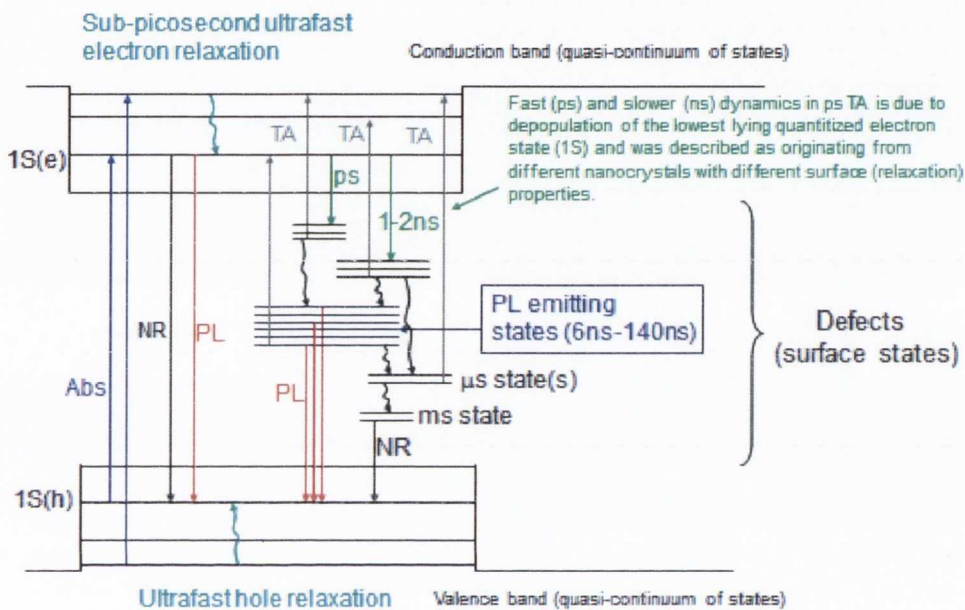 Sub-picosecond ultrafast
electron relaxation
Conduction band (quasi-continuum of states)
Fast (ps) and slower (ns) dynamics in ps TA is due to
depopulation of the lowest lying quantitized electron
state (1S) and was described as originating from
different nanocrystals with different surface (relaxation)
properties.
TA
TA
TA
1S(e)
ps
1-2ns
PL emitting
states (6ns-140ns)
Defects
(surface states)
NR
PL
Abs
PL
μs state(s)
ms state
NR
1S(h)
Ultrafast hole relaxation
Valence band (quasi-continuum of states)